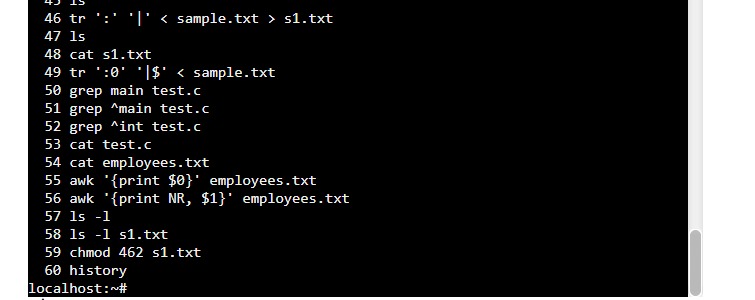 45 ls
46 tr ':' '|' < sample.txt > s1.txt
47 ls
48 cat s1.txt
49 tr ':0' '|$' < sample.txt
50 grep main test.c
51 grep ^main test.c
52 grep ^int test.c
53 cat test.c
54 cat employees.txt
55 awk '{print $0}' employees.txt
56 awk '{print NR, $1}' employees.txt
57 ls -l
58 ls -l s1.txt
59 chmod 462 s1.txt
60 history
localhost:~#